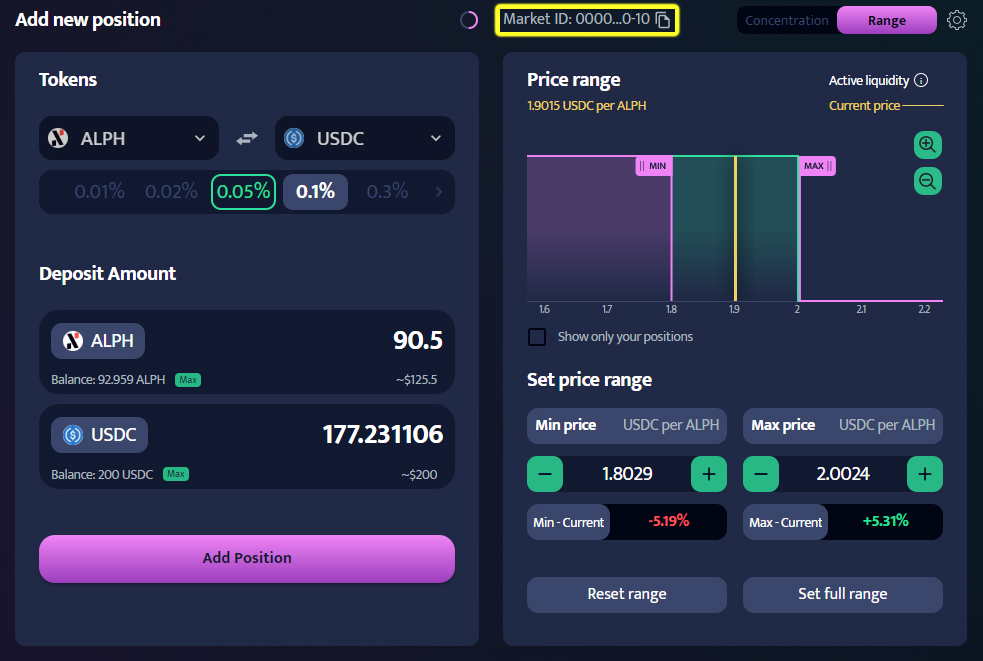 Add new position
Market ID: 0000...0-10
Concentration
Range
Tokens
ALPH
USDC
0.01% 0.02% 0.05% 0.1% 0.3%
Deposit Amount
ALPH
90.5
Balance: 92.959 ALPH Max
~$125.5
USDC
177.231106
Balance: 200 USDC Max
~$200
Add Position
Price range
Active liquidity
1.9015 USDC per ALPH
Current price
MIN
MAX
1.6 1.7 1.8 1.9 2 2.1 2.2
Show only your positions
Set price range
Min price USDC per ALPH
Max price USDC per ALPH
1.8029
2.0024
Min - Current -5.19%
Max - Current +5.31%
Reset range
Set full range